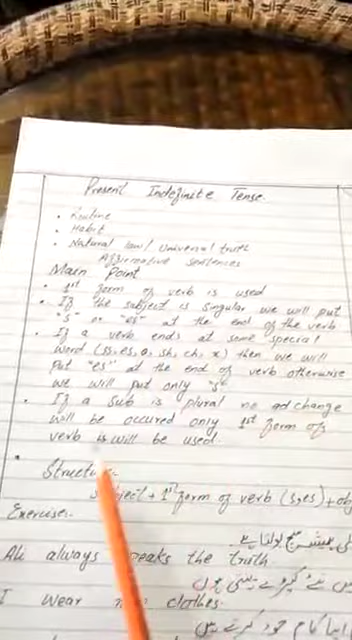 Present Indefinite Tense
• Routine
• Habit
• Natural law/ Universal truth
Affirmative sentences
Main Point
• 1st form of verb is used
• If the subject is singular we will put
"s" or "es" at the end of the verb
• If a verb ends at some special
word (ss, es, o, sh, ch, x) then we will
put "es" at the end of verb otherwise
we will put only "s"
• If a sub is plural no change
will be occured only 1st form of
verb will be used
Structure:
Subject + 1st form of verb (s, es) + obj
Exercise:
Ali always speaks the truth
I wear clothes.